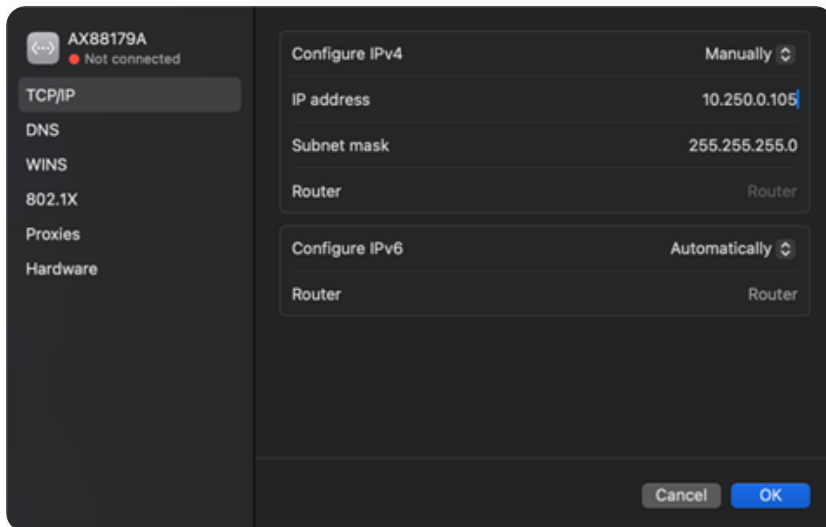 AX88179A
Not connected
TCP/IP
DNS
WINS
802.1X
Proxies
Hardware
Configure IPv4 Manually
IP address 10.250.0.105
Subnet mask 255.255.255.0
Router Router
Configure IPv6 Automatically
Router Router
Cancel OK